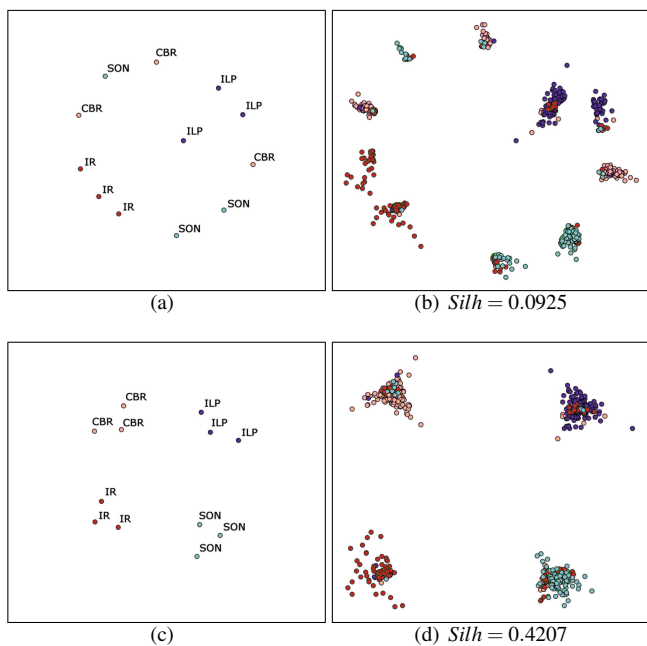 CBR
SON
ILP
CBR
ILP
ILP
CBR
IR
IR
SON
IR
SON
(a)
(b) Silh = 0.0925
CBR
ILP
CBR
CBR
ILP
ILP
IR
IR
IR
SON
SON
SON
(c)
(d) Silh = 0.4207